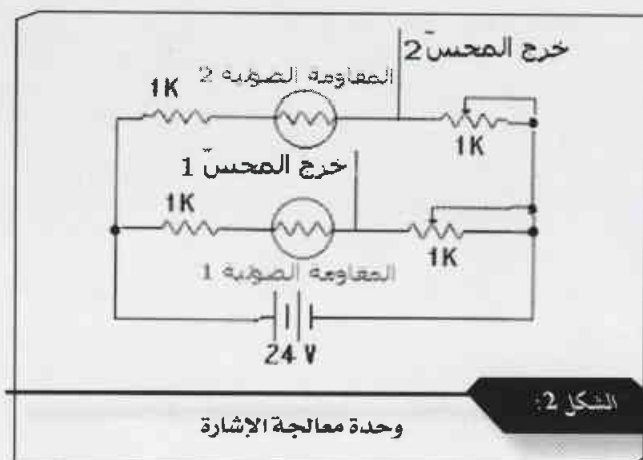 خرج المحسّ 2
المقاومة الضوئية 2
1K
1K
خرج المحسّ 1
1K
1K
المقاومة الضوئية 1
24 V
الشكل 2:
وحدة معالجة الإشارة